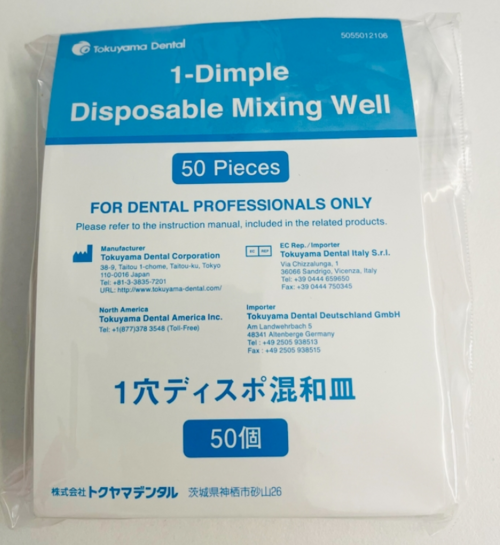 Tokuyama Dental
5055012106
1-Dimple
Disposable Mixing Well
50 Pieces
FOR DENTAL PROFESSIONALS ONLY
Please refer to the instruction manual, included in the related products.
Manufacturer
Tokuyama Dental Corporation
38-9, Taitou 1-chome, Taitou-ku, Tokyo
110-0016 Japan
Tel: +81-3-3835-7201
URL: http://www.tokuyama-dental.com/
EC REP
EC Rep. / Importer
Tokuyama Dental Italy S.r.l.
Via Chizzalunga, 1
36066 Sandrigo, Vicenza, Italy
Tel: +39 0444 659650
Fax: +39 0444 750345
North America
Tokuyama Dental America Inc.
Tel: +1(877)378 3548 (Toll-Free)
Importer
Tokuyama Dental Deutschland GmbH
Am Landwehrbach 5
48341 Altenberge Germany
Tel : +49 2505 938513
Fax : +49 2505 938515
1穴ディスポ混和皿
50個
株式会社トクヤマデンタル 茨城県神栖市砂山26